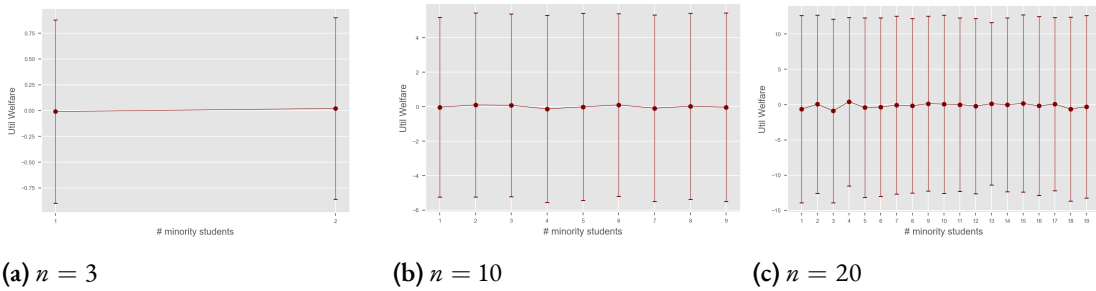 0.75
0.50
0.25
0.00
−0.25
−0.50
−0.75
Util Welfare
1 2
# minority students
4
2
0
−2
−4
−6
Util Welfare
1 2 3 4 5 6 7 8 9
# minority students
10
5
0
−5
−10
−15
Util Welfare
1 2 3 4 5 6 7 8 9 10 11 12 13 14 15 16 17 18 19
# minority students
(a) n = 3
(b) n = 10
(c) n = 20